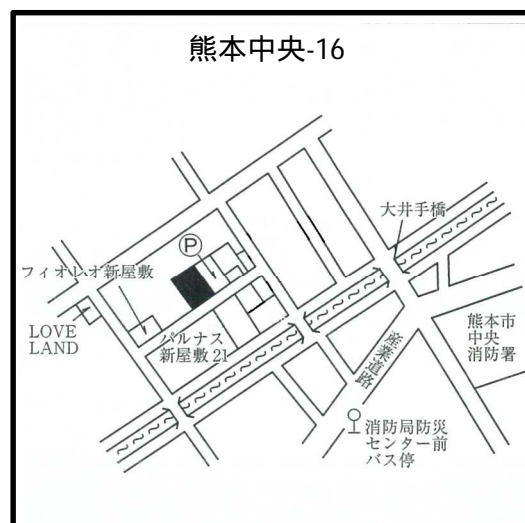 熊本中央-16
大井手橋
Ⓟ
フィオレオ新屋敷
LOVE
LAND
パルナス
新屋敷21
産業道路
熊本市
中央
消防署
消防局防災
センター前
バス停